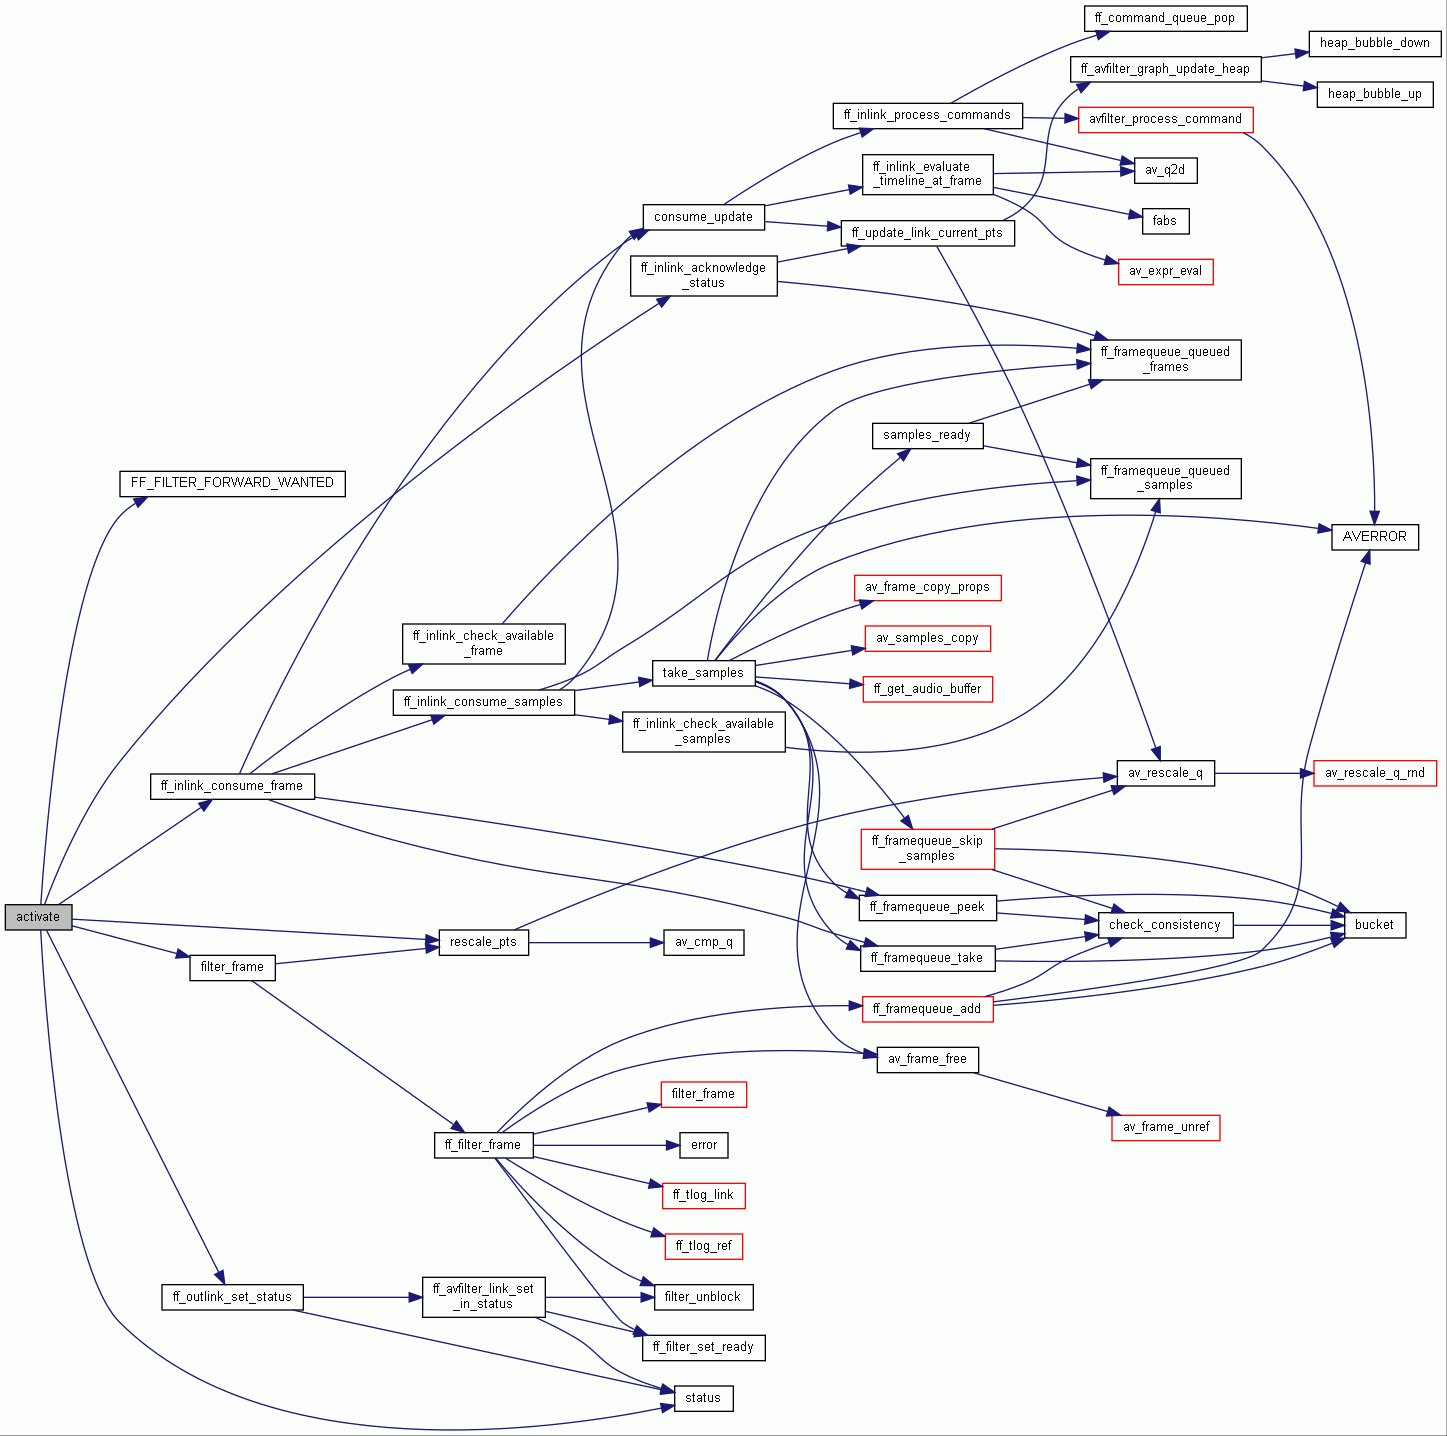 ff_command_queue_pop
heap_bubble_down
ff_avfilter_graph_update_heap
heap_bubble_up
ff_inlink_process_commands
avfilter_process_command
ff_inlink_evaluate
_timeline_at_frame
av_q2d
consume_update
fabs
ff_update_link_current_pts
ff_inlink_acknowledge
_status
av_expr_eval
ff_framequeue_queued
_frames
samples_ready
ff_framequeue_queued
_samples
FF_FILTER_FORWARD_WANTED
AVERROR
av_frame_copy_props
ff_inlink_check_available
_frame
av_samples_copy
take_samples
ff_get_audio_buffer
ff_inlink_consume_samples
ff_inlink_check_available
_samples
ff_inlink_consume_frame
av_rescale_q
av_rescale_q_rnd
ff_framequeue_skip
_samples
ff_framequeue_peek
activate
check_consistency
bucket
rescale_pts
av_cmp_q
ff_framequeue_take
filter_frame
ff_framequeue_add
av_frame_free
filter_frame
av_frame_unref
ff_filter_frame
error
ff_tlog_link
ff_tlog_ref
ff_outlink_set_status
ff_avfilter_link_set
_in_status
filter_unblock
ff_filter_set_ready
status